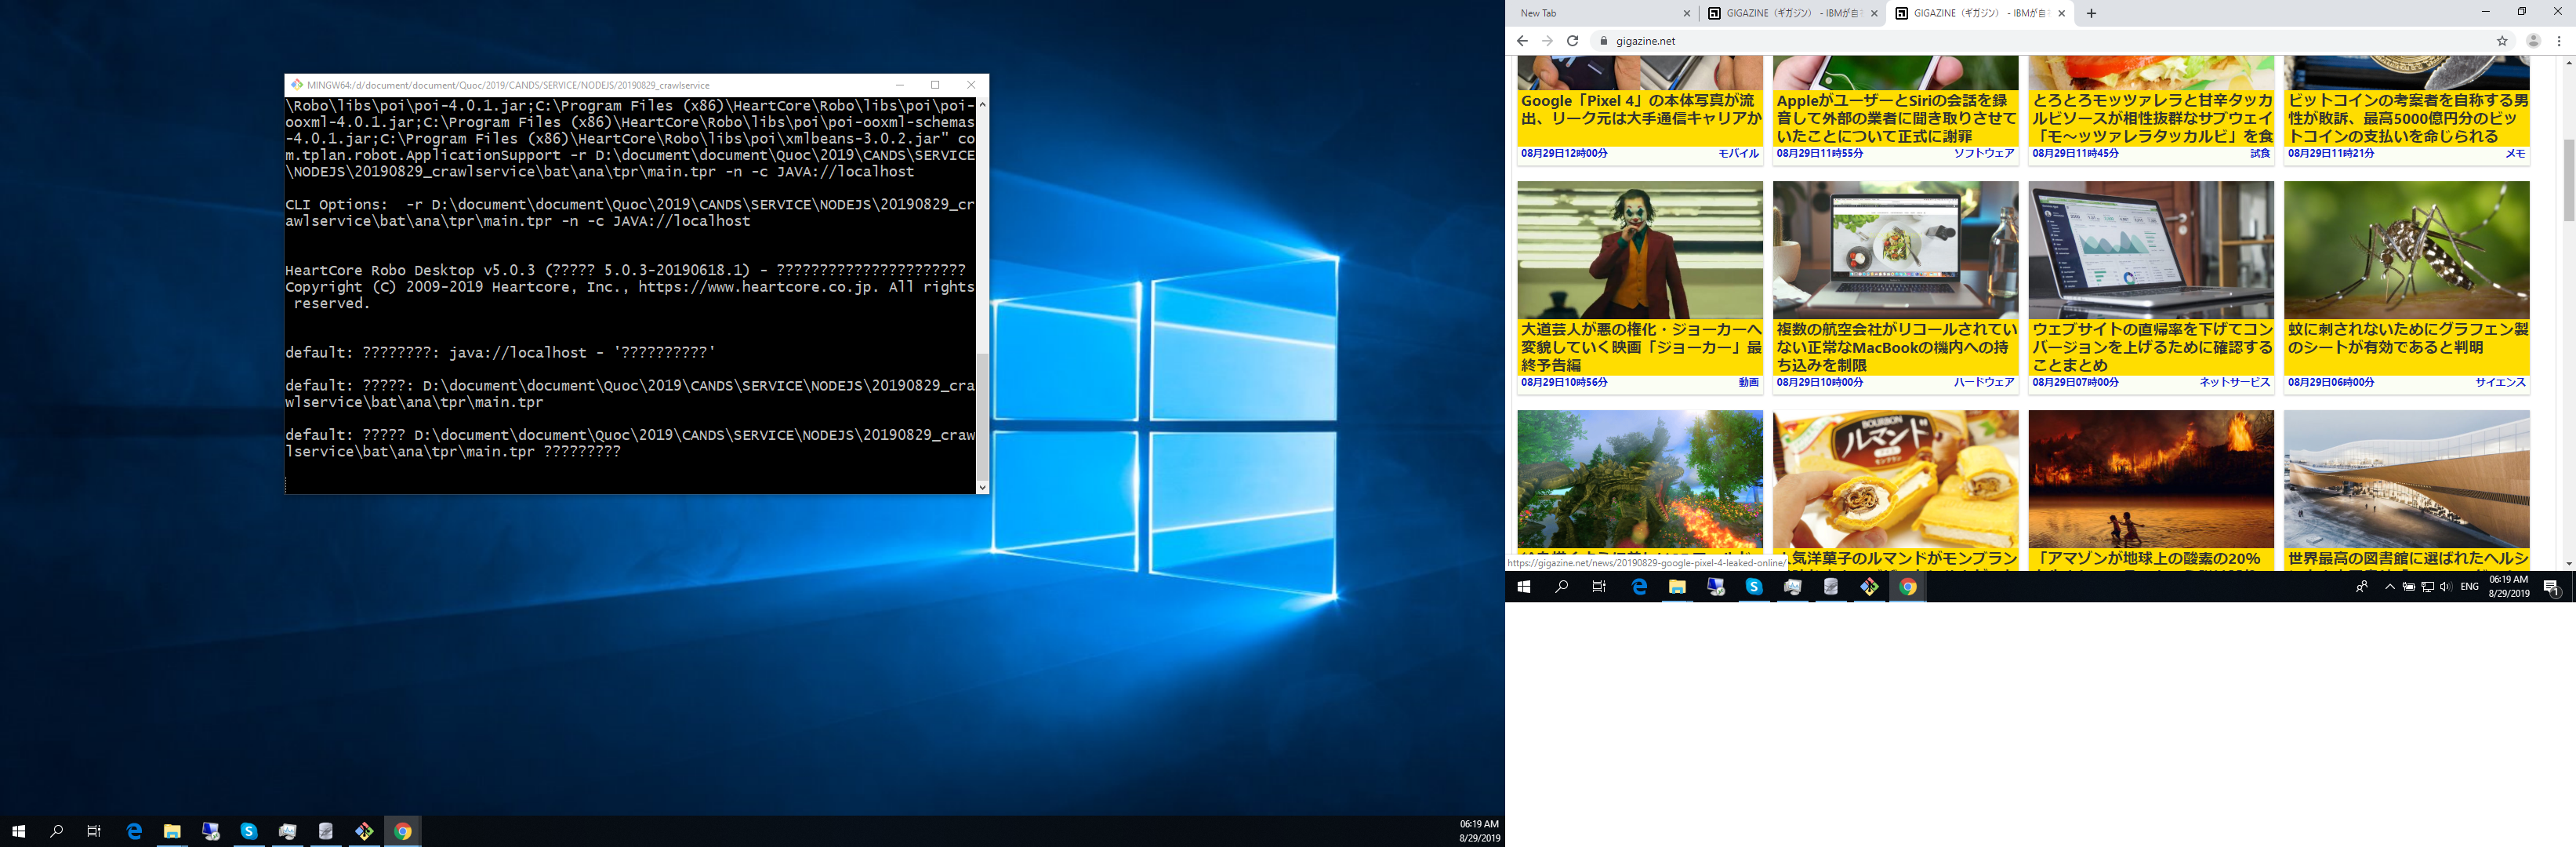 MINGW64:/d/document/document/Quoc/2019/CANDS/SERVICE/NODEJS/20190829_crawlservice
\Robo\libs\poi\poi-4.0.1.jar;C:\Program Files (x86)\HeartCore\Robo\libs\poi\poi-
ooxml-4.0.1.jar;C:\Program Files (x86)\HeartCore\Robo\libs\poi\poi-ooxml-schemas
-4.0.1.jar;C:\Program Files (x86)\HeartCore\Robo\libs\poi\xmlbeans-3.0.2.jar" co
m.tplan.robot.ApplicationSupport -r D:\document\document\Quoc\2019\CANDS\SERVICE
\NODEJS\20190829_crawlservice\bat\ana\tpr\main.tpr -n -c JAVA://localhost
CLI Options:  -r D:\document\document\Quoc\2019\CANDS\SERVICE\NODEJS\20190829_cr
awlservice\bat\ana\tpr\main.tpr -n -c JAVA://localhost
HeartCore Robo Desktop v5.0.3 (????? 5.0.3-20190618.1) - ??????????????????????
Copyright (C) 2009-2019 Heartcore, Inc., https://www.heartcore.co.jp. All rights
reserved.
default: ????????: java://localhost - '??????????'
default: ?????: D:\document\document\Quoc\2019\CANDS\SERVICE\NODEJS\20190829_cra
wlservice\bat\ana\tpr\main.tpr
default: ????? D:\document\document\Quoc\2019\CANDS\SERVICE\NODEJS\20190829_craw
lservice\bat\ana\tpr\main.tpr ?????????
06:19 AM
8/29/2019
New Tab
GIGAZINE（ギガジン） - IBMが自
GIGAZINE（ギガジン） - IBMが自
gigazine.net
Google「Pixel 4」の本体写真が流
出、リーク元は大手通信キャリアか
08月29日12時00分 モバイル
AppleがユーザーとSiriの会話を録
音して外部の業者に聞き取りさせて
いたことについて正式に謝罪
08月29日11時55分 ソフトウェア
とろとろモッツァレラと甘辛タッカ
ルビソースが相性抜群なサブウェイ
「モ～ッツァレラタッカルビ」を食
08月29日11時45分 試食
ビットコインの考案者を自称する男
性が敗訴、最高5000億円分のビッ
トコインの支払いを命じられる
08月29日11時21分 メモ
大道芸人が悪の権化・ジョーカーへ
変貌していく映画「ジョーカー」最
終予告編
08月29日10時56分 動画
複数の航空会社がリコールされてい
ない正常なMacBookの機内への持
ち込みを制限
08月29日10時00分 ハードウェア
ウェブサイトの直帰率を下げてコン
バージョンを上げるために確認する
ことまとめ
08月29日07時00分 ネットサービス
蚊に刺されないためにグラフェン製
のシートが有効であると判明
08月29日06時00分 サイエンス
BOURBON
ルマンド
気洋菓子のルマンドがモンブラン
「アマゾンが地球上の酸素の20%
世界最高の図書館に選ばれたヘルシ
https://gigazine.net/news/20190829-google-pixel-4-leaked-online/
ENG
06:19 AM
8/29/2019
1